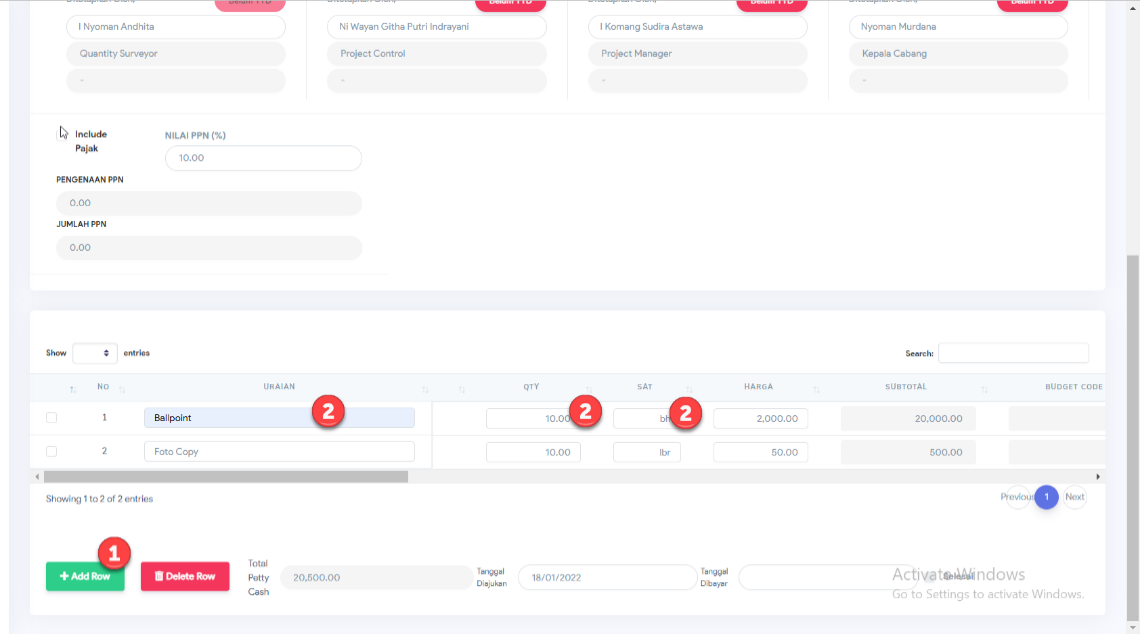 Belum TTD Belum TTD Belum TTD Belum TTD
I Nyoman Andhita Ni Wayan Githa Putri Indrayani I Komang Sudira Astawa Nyoman Murdana
Quantity Surveyor Project Control Project Manager Kepala Cabang
- - - -
Include
Pajak
NILAI PPN (%)
10.00
PENGENAAN PPN
0.00
JUMLAH PPN
0.00
Show entries Search:
NO URAIAN QTY SAT HARGA SUBTOTAL BUDGET CODE
1 Ballpoint 2 10.00 2 bh 2 2,000.00 20,000.00
2 Foto Copy 10.00 lbr 50.00 500.00
Showing 1 to 2 of 2 entries Previous 1 Next
1
+ Add Row Delete Row
Total
Petty
Cash
20,500.00
Tanggal
Diajukan
18/01/2022
Tanggal
Dibayar
Selesai
Activate Windows
Go to Settings to activate Windows.